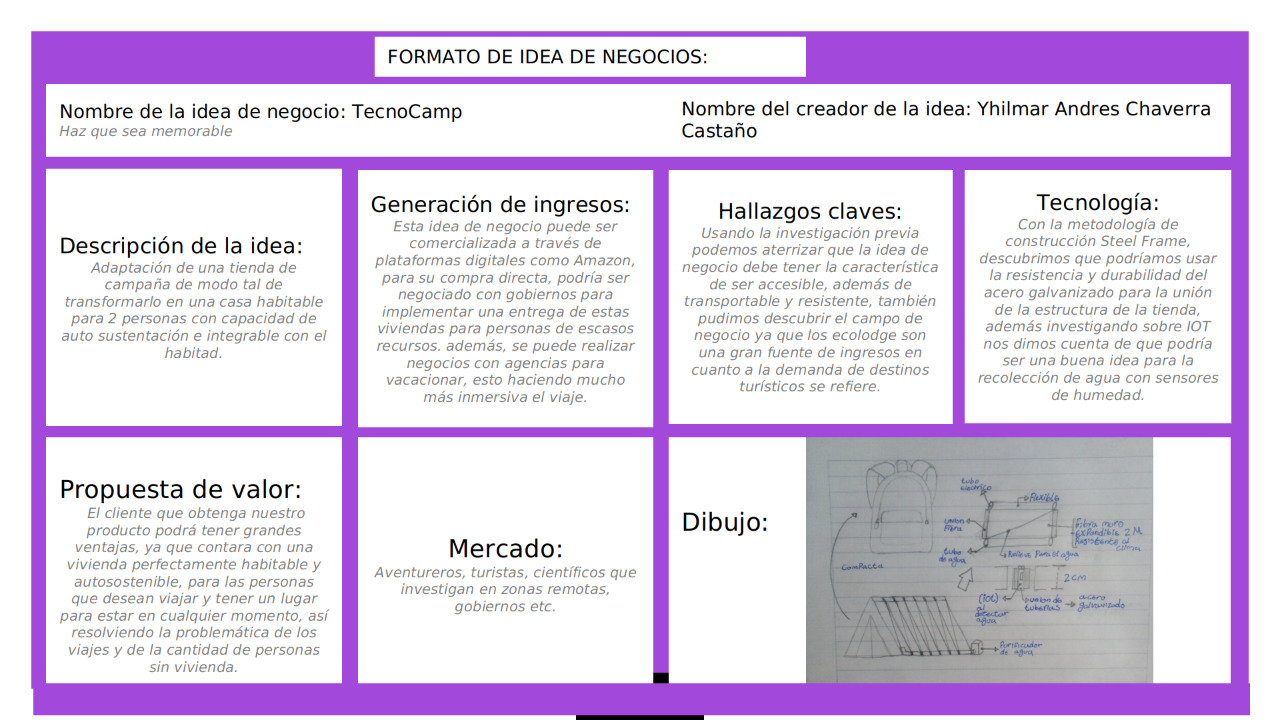 FORMATO DE IDEA DE NEGOCIOS:
Nombre de la idea de negocio: TecnoCamp
Haz que sea memorable
Nombre del creador de la idea: Yhilmar Andres Chaverra
Castaño
Descripción de la idea:
Adaptación de una tienda de
campaña de modo tal de
transformarlo en una casa habitable
para 2 personas con capacidad de
auto sustentación e integrable con el
habitad.
Generación de ingresos:
Esta idea de negocio puede ser
comercializada a través de
plataformas digitales como Amazon,
para su compra directa, podría ser
negociado con gobiernos para
implementar una entrega de estas
viviendas para personas de escasos
recursos. además, se puede realizar
negocios con agencias para
vacacionar, esto haciendo mucho
más inmersiva el viaje.
Hallazgos claves:
Usando la investigación previa
podemos aterrizar que la idea de
negocio debe tener la característica
de ser accesible, además de
transportable y resistente, también
pudimos descubrir el campo de
negocio ya que los ecolodge son
una gran fuente de ingresos en
cuanto a la demanda de destinos
turísticos se refiere.
Tecnología:
Con la metodología de
construcción Steel Frame,
descubrimos que podríamos usar
la resistencia y durabilidad del
acero galvanizado para la unión
de la estructura de la tienda,
además investigando sobre IOT
nos dimos cuenta de que podría
ser una buena idea para la
recolección de agua con sensores
de humedad.
Propuesta de valor:
El cliente que obtenga nuestro
producto podrá tener grandes
ventajas, ya que contara con una
vivienda perfectamente habitable y
autosostenible, para las personas
que desean viajar y tener un lugar
para estar en cualquier momento, así
resolviendo la problemática de los
viajes y de la cantidad de personas
sin vivienda.
Mercado:
Aventureros, turistas, científicos que
investigan en zonas remotas,
gobiernos etc.
Dibujo:
tubo
electrico
Flexible
Fibra
Fibra muro
expandible 2 M
Resistente al
clima
tubo
de agua
agua
compacta
2 cm
(IoT)
detector
agua
union de
tuberias
acero
galvanizado
Purificador
de agua